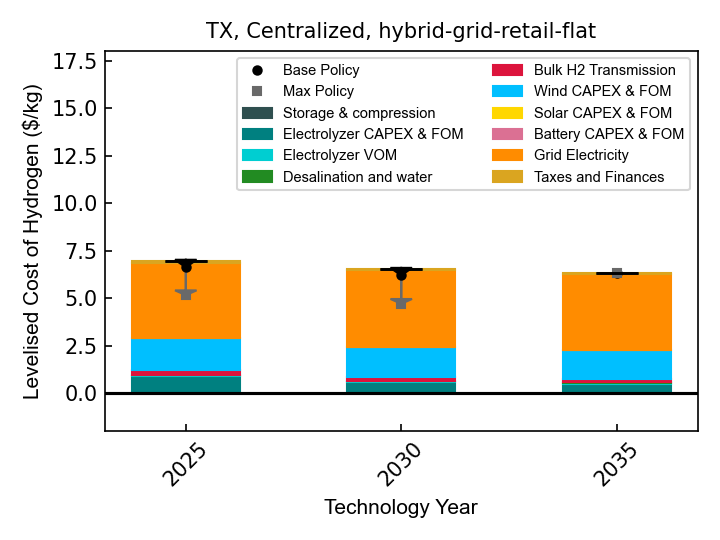 TX, Centralized, hybrid-grid-retail-flat
Levelised Cost of Hydrogen ($/kg)
17.5
15.0
12.5
10.0
7.5
5.0
2.5
0.0
Base Policy
Max Policy
Storage & compression
Electrolyzer CAPEX & FOM
Electrolyzer VOM
Desalination and water
Bulk H2 Transmission
Wind CAPEX & FOM
Solar CAPEX & FOM
Battery CAPEX & FOM
Grid Electricity
Taxes and Finances
2025
2030
2035
Technology Year